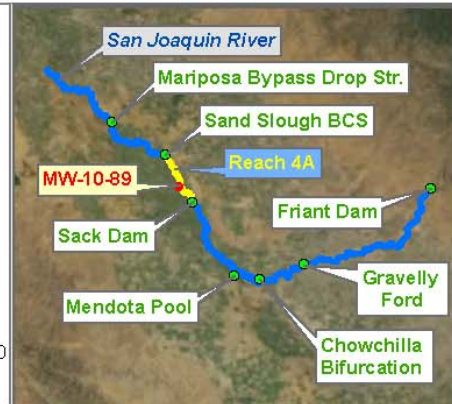 San Joaquin River
Mariposa Bypass Drop Str.
Sand Slough BCS
Reach 4A
MW-10-89
Friant Dam
Sack Dam
Gravelly
Ford
Mendota Pool
Chowchilla
Bifurcation